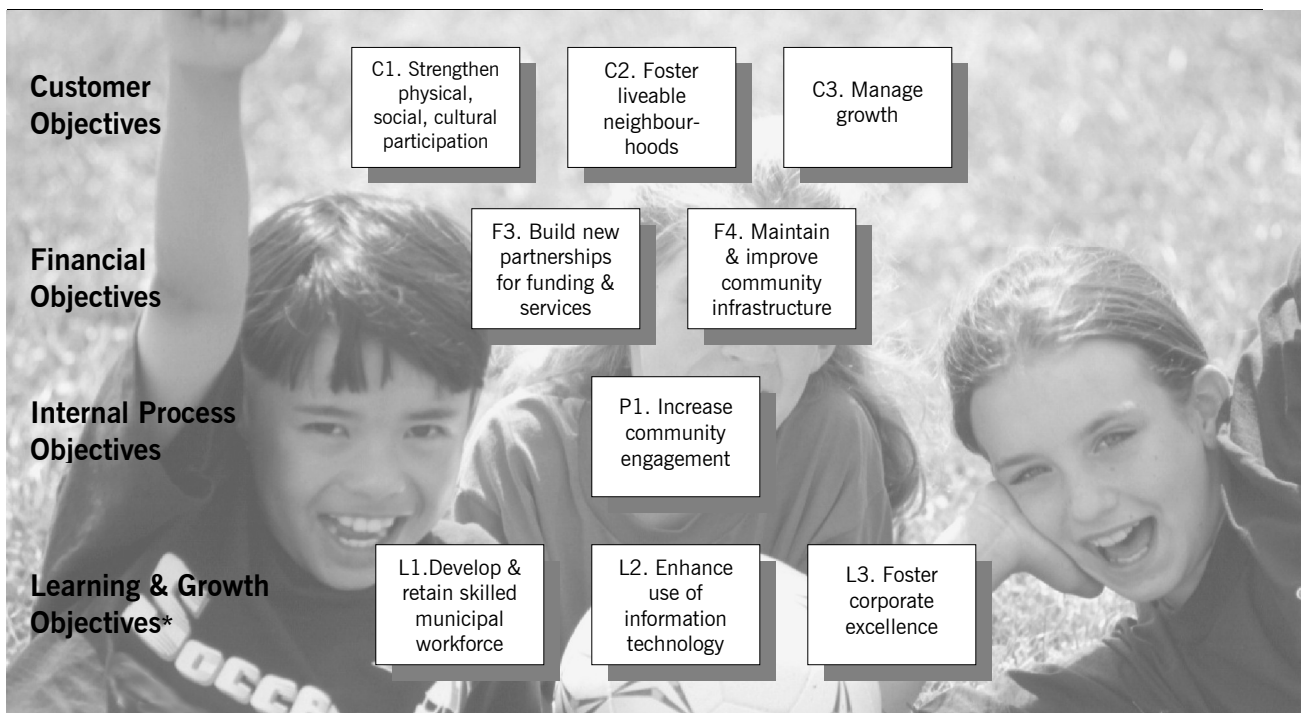 Customer
Objectives
C1. Strengthen
physical,
social, cultural
participation
C2. Foster
liveable
neighbour-
hoods
C3. Manage
growth
Financial
Objectives
F3. Build new
partnerships
for funding &
services
F4. Maintain
& improve
community
infrastructure
Internal Process
Objectives
P1. Increase
community
engagement
Learning & Growth
Objectives*
L1.Develop &
retain skilled
municipal
workforce
L2. Enhance
use of
information
technology
L3. Foster
corporate
excellence